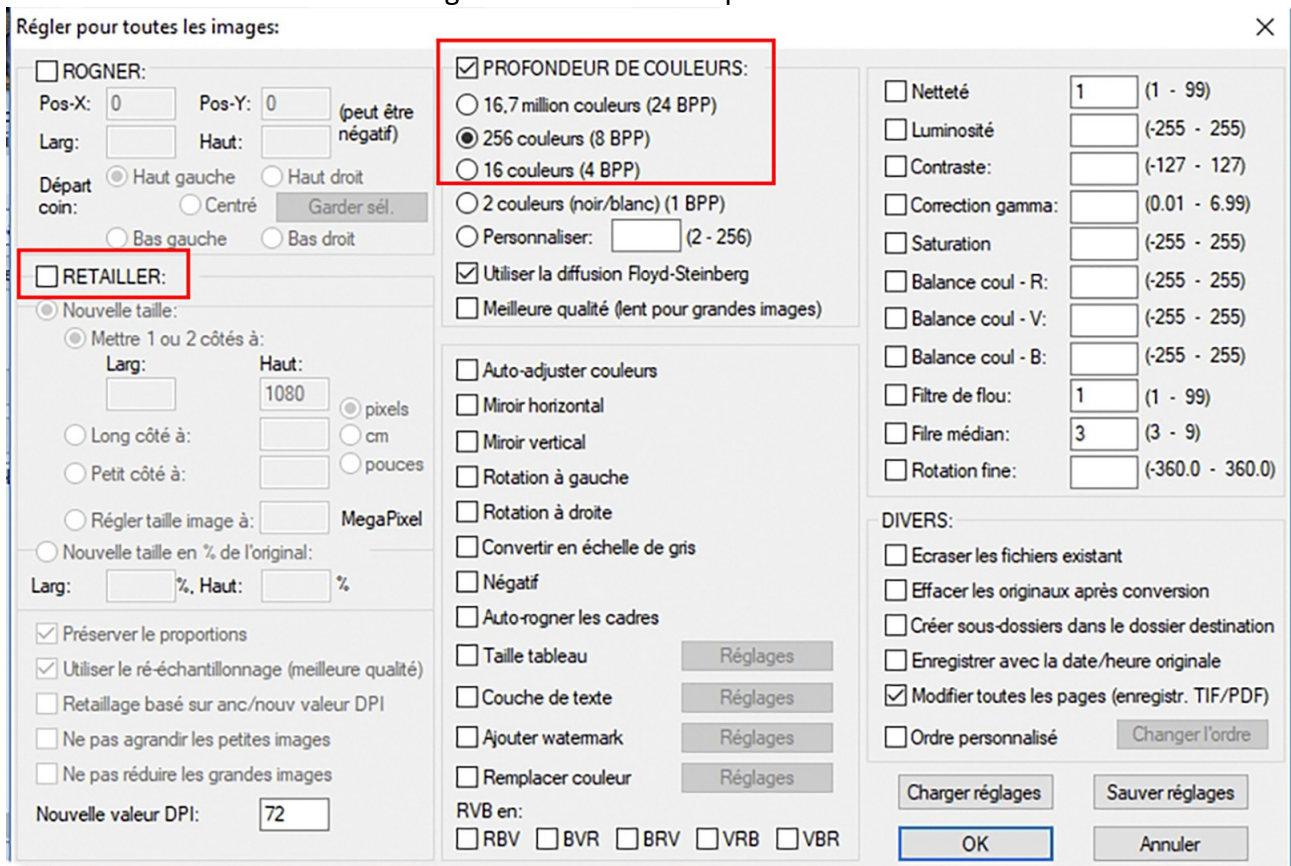 Régler pour toutes les images:
ROGNER:
Pos-X: 0 Pos-Y: 0 (peut être négatif)
Larg: Haut:
Départ coin: Haut gauche Haut droit
Centré Garder sél.
Bas gauche Bas droit
RETAILLER:
Nouvelle taille:
Mettre 1 ou 2 côtés à:
Larg: Haut:
1080
pixels
Long côté à: cm
Petit côté à: pouces
Régler taille image à: MegaPixel
Nouvelle taille en % de l'original:
Larg: %, Haut: %
Préserver le proportions
Utiliser le ré-échantillonnage (meilleure qualité)
Retaillage basé sur anc/nouv valeur DPI
Ne pas agrandir les petites images
Ne pas réduire les grandes images
Nouvelle valeur DPI: 72
PROFONDEUR DE COULEURS:
16,7 million couleurs (24 BPP)
256 couleurs (8 BPP)
16 couleurs (4 BPP)
2 couleurs (noir/blanc) (1 BPP)
Personnaliser: (2 - 256)
Utiliser la diffusion Floyd-Steinberg
Meilleure qualité (lent pour grandes images)
Auto-adjuster couleurs
Miroir horizontal
Miroir vertical
Rotation à gauche
Rotation à droite
Convertir en échelle de gris
Négatif
Auto-rogner les cadres
Taille tableau Réglages
Couche de texte Réglages
Ajouter watermark Réglages
Remplacer couleur Réglages
RVB en:
RBV BVR BRV VRB VBR
Netteté 1 (1 - 99)
Luminosité (-255 - 255)
Contraste: (-127 - 127)
Correction gamma: (0.01 - 6.99)
Saturation (-255 - 255)
Balance coul - R: (-255 - 255)
Balance coul - V: (-255 - 255)
Balance coul - B: (-255 - 255)
Filtre de flou: 1 (1 - 99)
Filre médian: 3 (3 - 9)
Rotation fine: (-360.0 - 360.0)
DIVERS:
Ecraser les fichiers existant
Effacer les originaux après conversion
Créer sous-dossiers dans le dossier destination
Enregistrer avec la date/heure originale
Modifier toutes les pages (enregistr. TIF/PDF)
Ordre personnalisé Changer l'ordre
Charger réglages Sauver réglages
OK Annuler